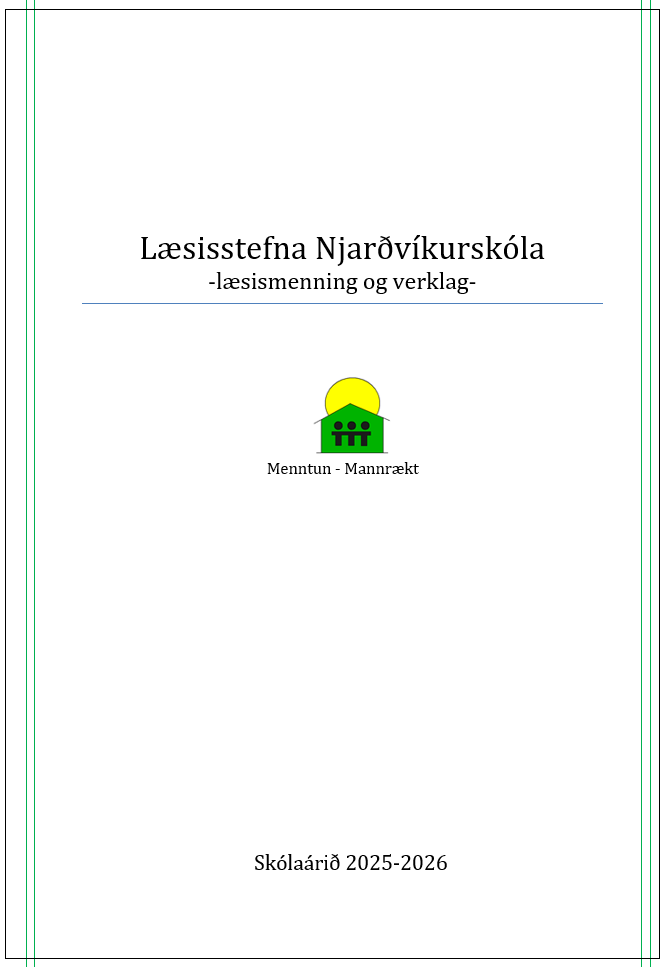 Læsisstefna Njarðvíkurskóla
-læsismenning og verklag-
Menntun - Mannrækt
Skólaárið 2025-2026